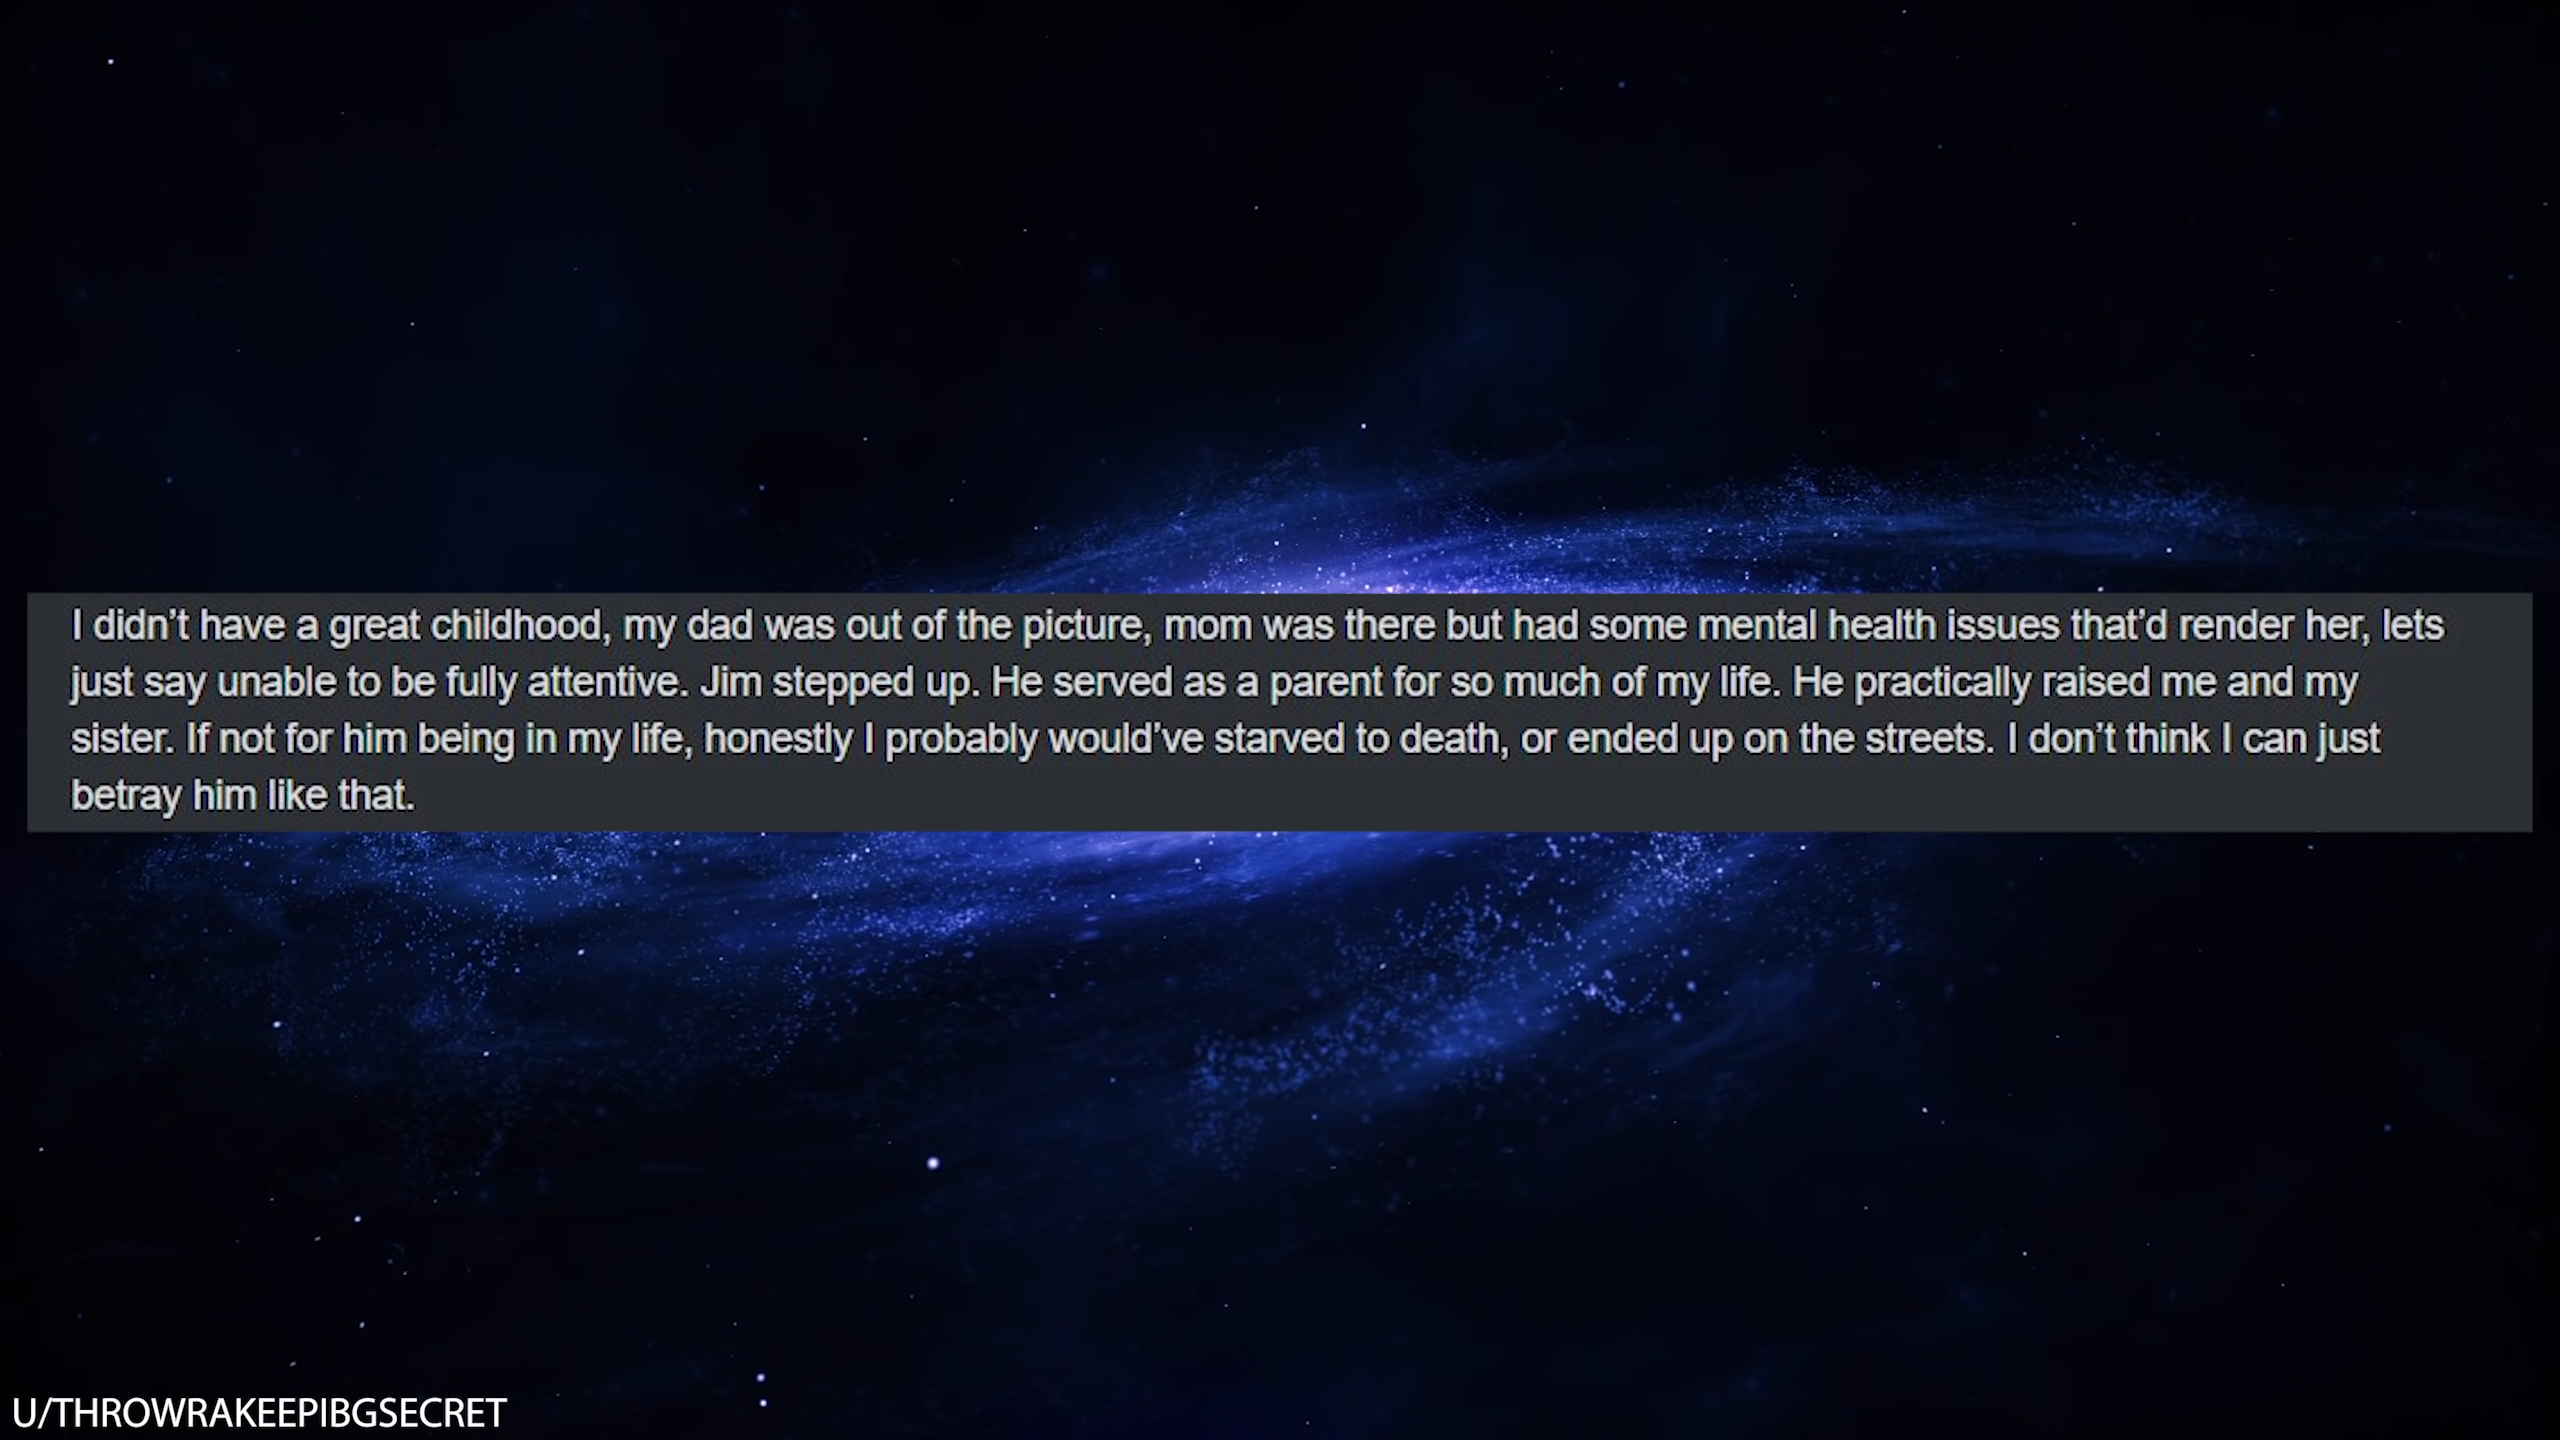 I didn’t have a great childhood, my dad was out of the picture, mom was there but had some mental health issues that’d render her, lets
just say unable to be fully attentive. Jim stepped up. He served as a parent for so much of my life. He practically raised me and my
sister. If not for him being in my life, honestly I probably would’ve starved to death, or ended up on the streets. I don’t think I can just
betray him like that.
U/THROWRAKEEPIBGSECRET